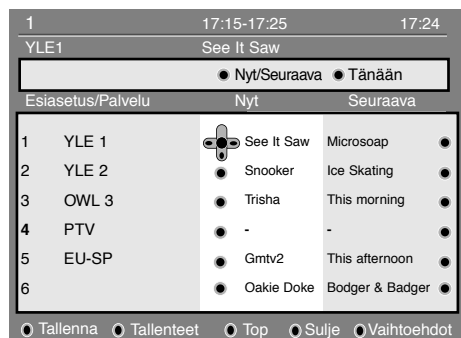 1 17:15-17:25 17:24
YLE1 See It Saw
Nyt/Seuraava Tänään
Esiasetus/Palvelu Nyt Seuraava
1 YLE 1 See It Saw Microsoap
2 YLE 2 Snooker Ice Skating
3 OWL 3 Trisha This morning
4 PTV - -
5 EU-SP Gmtv2 This afternoon
6 Oakie Doke Bodger & Badger
Tallenna Tallenteet Top Sulje Vaihtoehdot